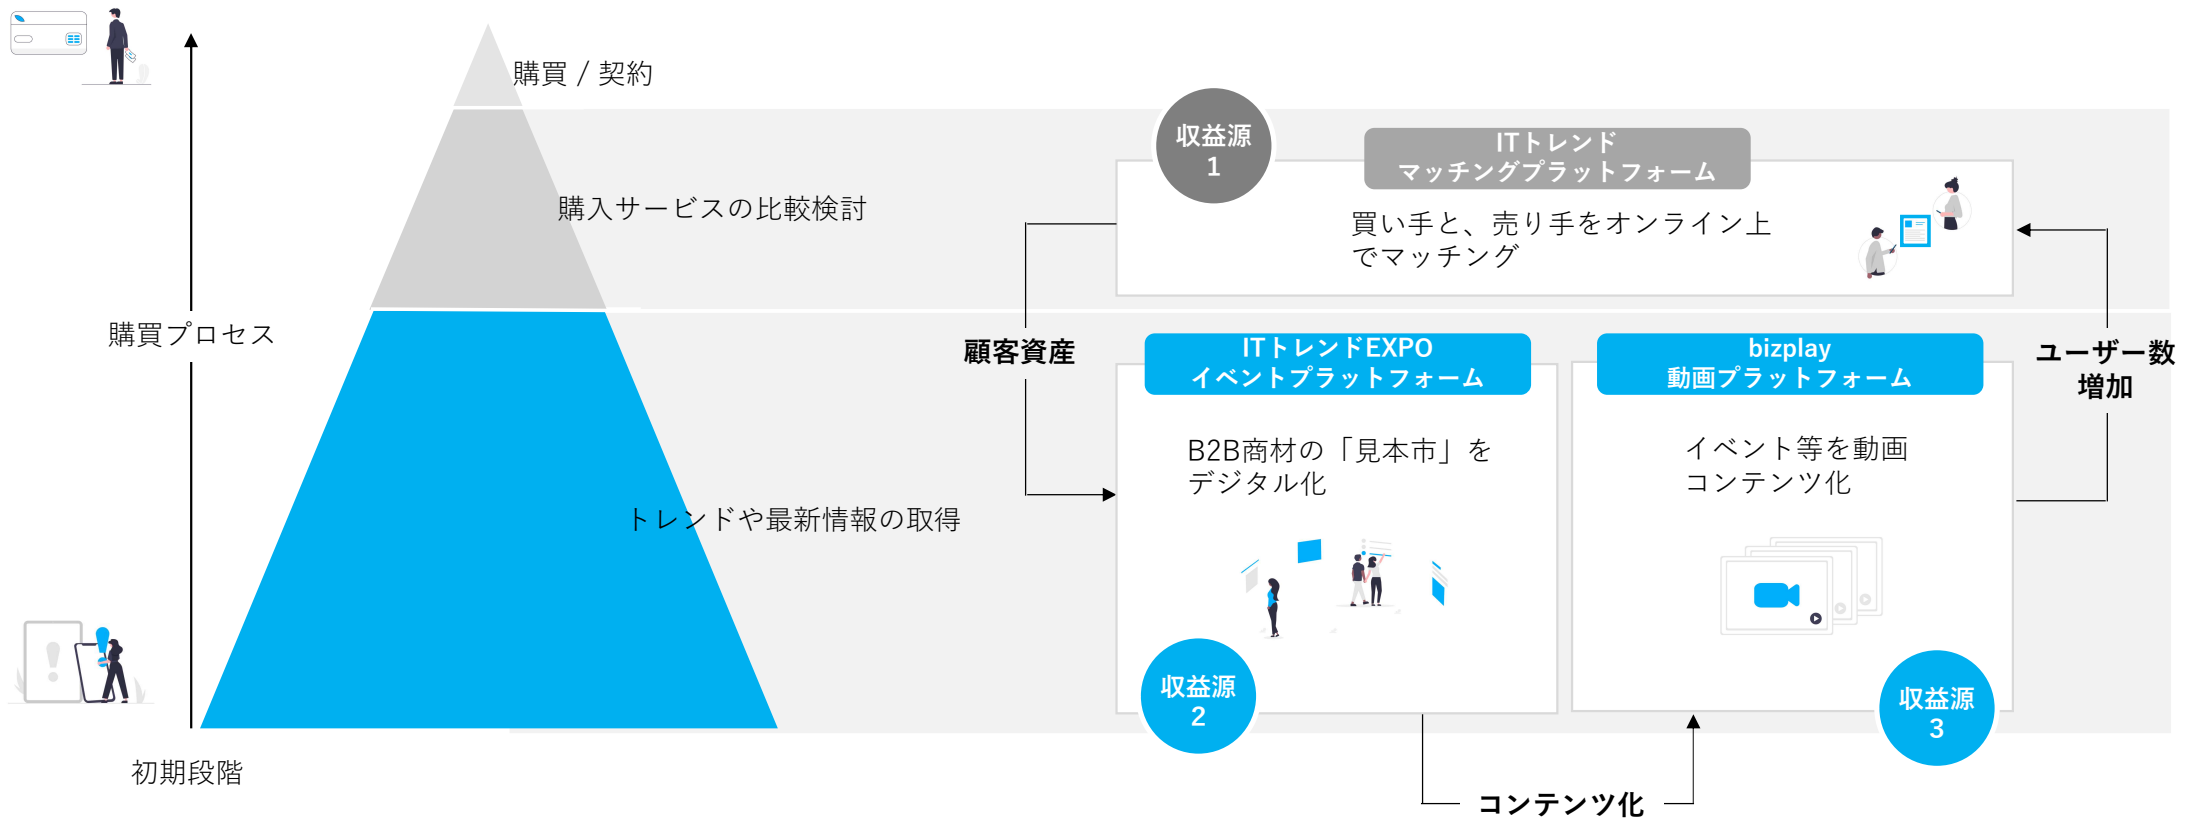 購買 / 契約
収益源
1
ITトレンド
マッチングプラットフォーム
購入サービスの比較検討
買い手と、売り手をオンライン上
でマッチング
購買プロセス
顧客資産
ITトレンドEXPO
イベントプラットフォーム
bizplay
動画プラットフォーム
ユーザー数
増加
B2B商材の「見本市」を
デジタル化
イベント等を動画
コンテンツ化
トレンドや最新情報の取得
収益源
2
収益源
3
初期段階
コンテンツ化